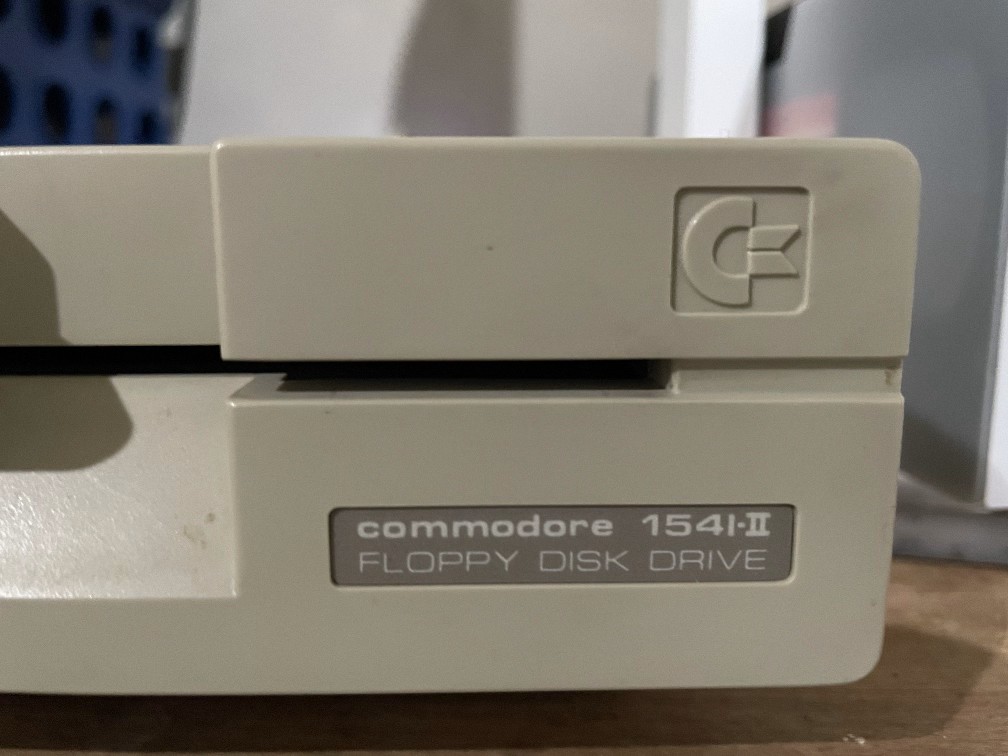 commodore 1541-II
FLOPPY DISK DRIVE